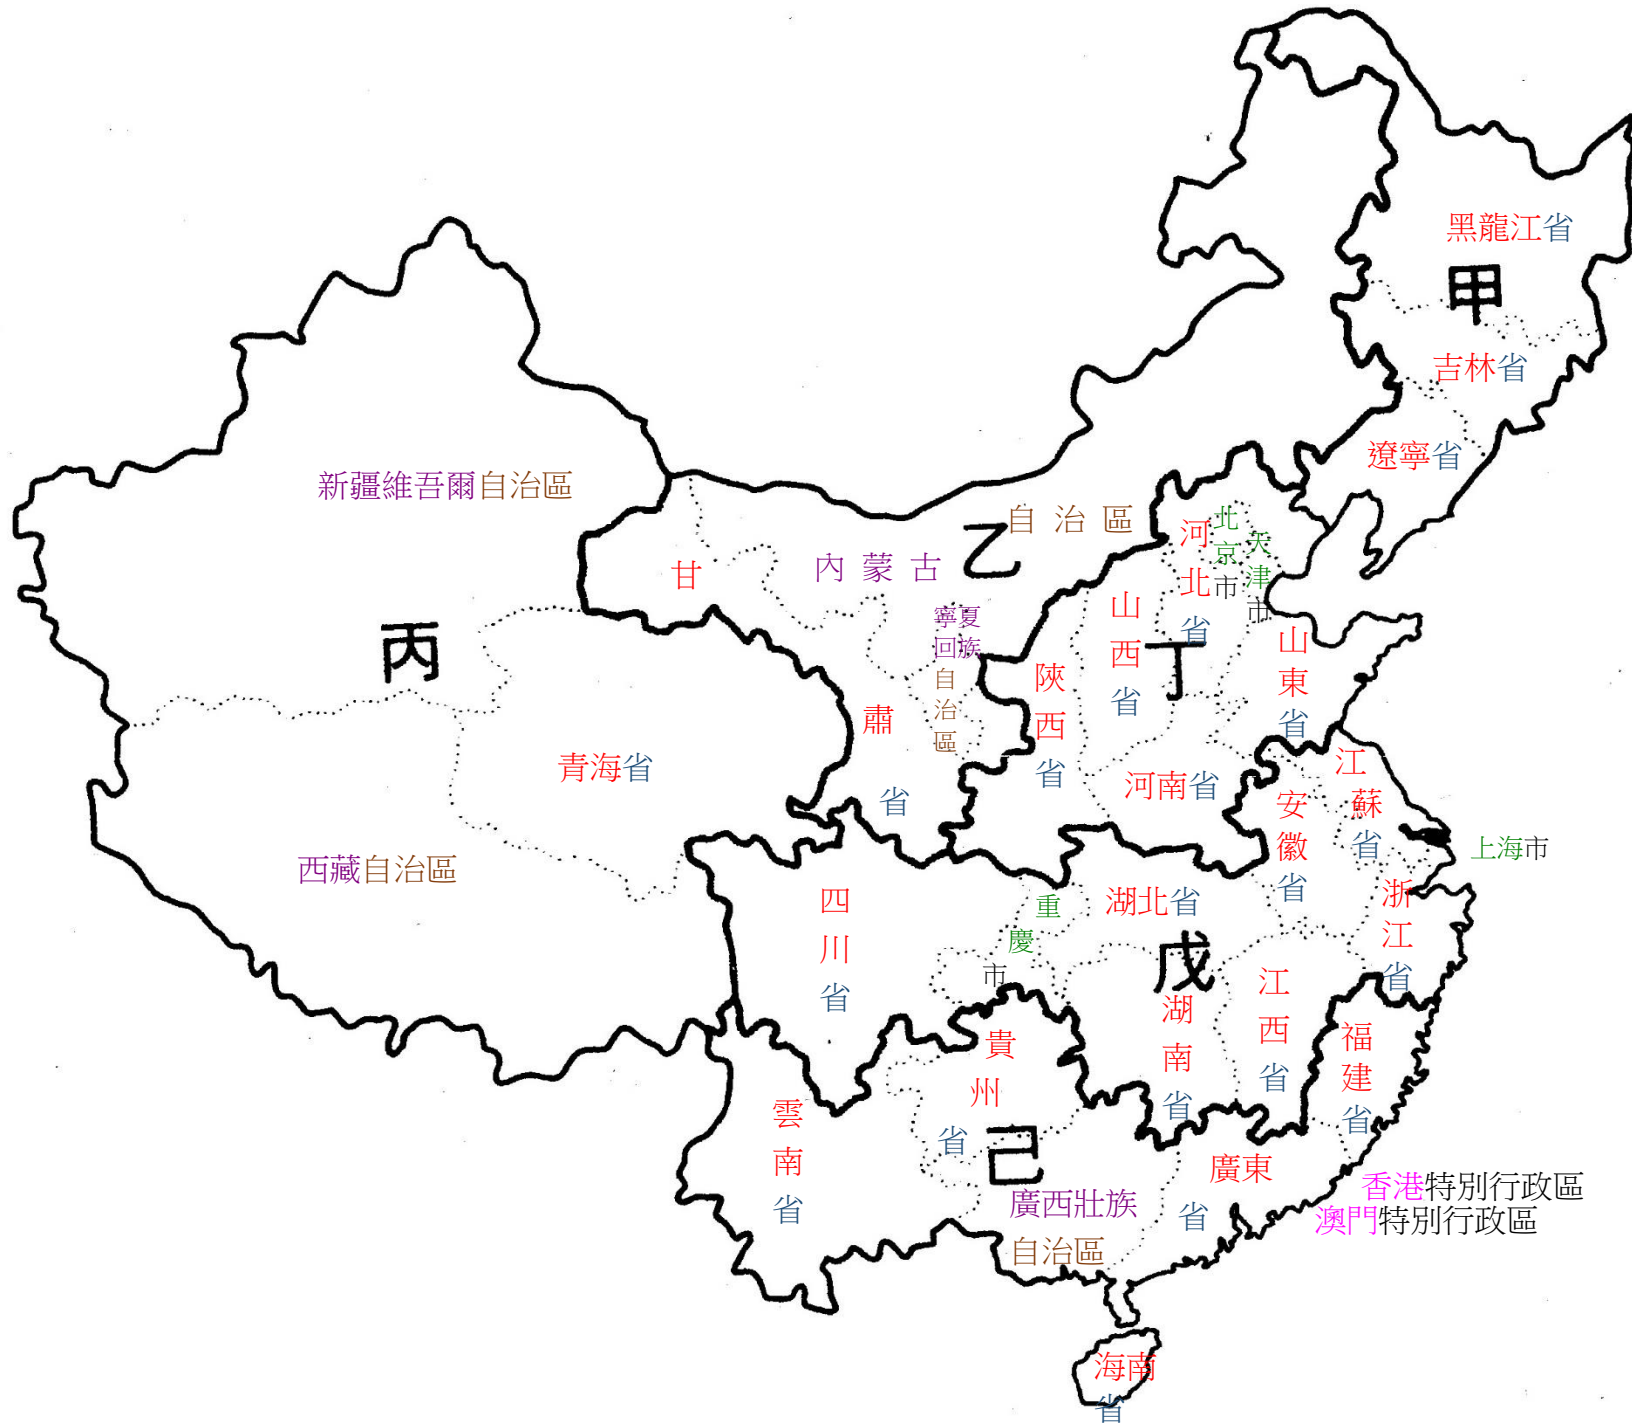 黑龍江省
甲
吉林省
遼寧省
新疆維吾爾自治區
內蒙古自治區
乙
甘肅省
寧夏
回族
自治區
丙
青海省
西藏自治區
河北省
北京市
天津市
山西省
丁
山東省
陝西省
河南省
江蘇省
安徽省
上海市
浙江省
四川省
重慶市
湖北省
戊
湖南省
江西省
福建省
貴州省
雲南省
己
廣西壯族
自治區
廣東省
香港特別行政區
澳門特別行政區
海南省